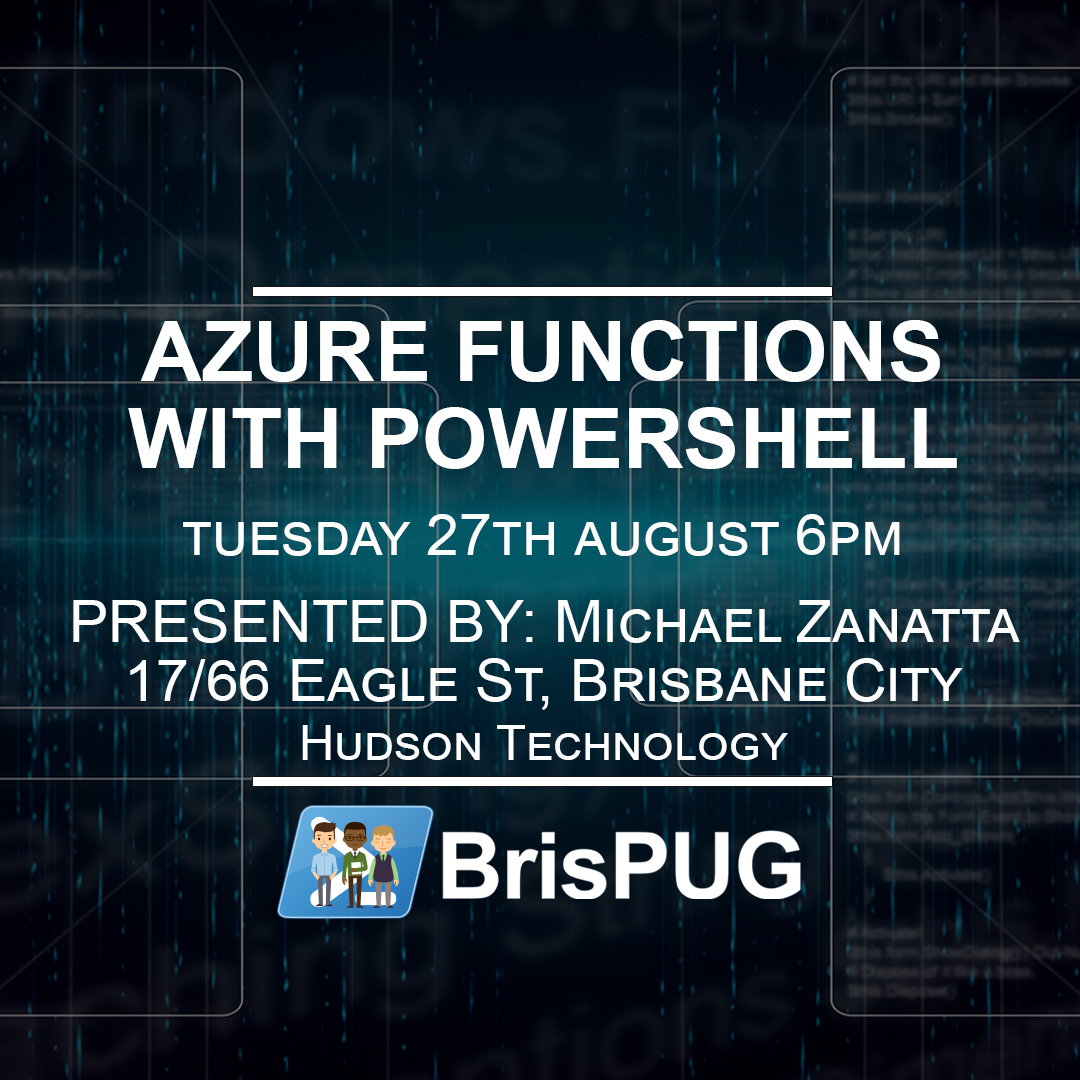 AZURE FUNCTIONS
WITH POWERSHELL
TUESDAY 27TH AUGUST 6PM
PRESENTED BY: MICHAEL ZANATTA
17/66 EAGLE ST, BRISBANE CITY
HUDSON TECHNOLOGY
BrisPUG